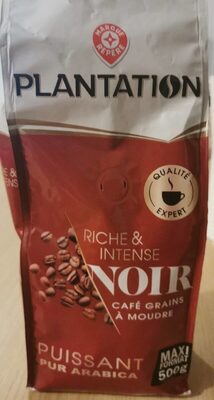 MARQUE
REPÈRE
PLANTATION
QUALITÉ
EXPERT
RICHE &
INTENSE
NOIR
CAFÉ GRAINS
À MOUDRE
PUISSANT
PUR ARABICA
MAXI
FORMAT
500g